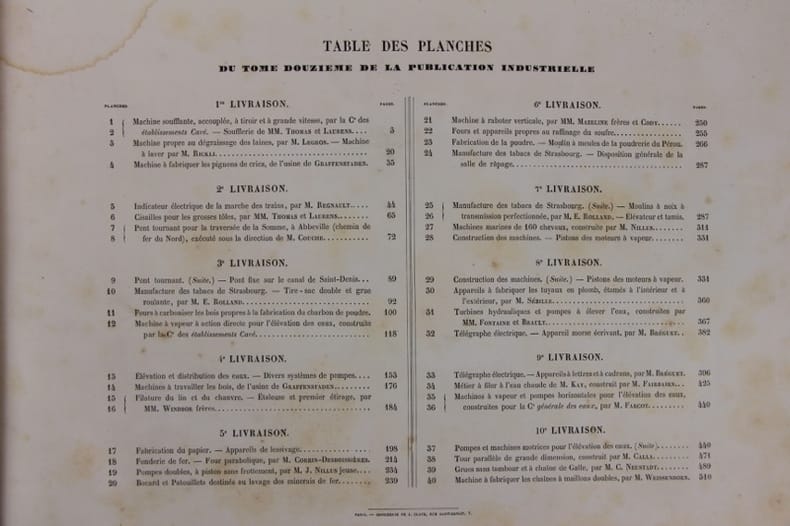 TABLE DES PLANCHES
DU TOME DOUZIEME DE LA PUBLICATION INDUSTRIELLE
PLANCHES. 1re LIVRAISON. PAGES.
1 Machine soufflante, accouplée, à tiroir et à grande vitesse, par la Ce des
2 établissements Cavé. — Soufflerie de MM. THOMAS et LAURENS.... 5
3 Machine propre au dégraissage des laines, par M. LEGROS. — Machine
à laver par M. 20
4 Machine à fabriquer les pignons de crics, de l'usine de GRAFFENSTADEN. 35
2e LIVRAISON.
5 Indicateur électrique de la marche des trains, par M. REGNAULT.... 44
6 Cisailles pour les grosses tôles, par MM. THOMAS et LAURENS........ 65
7 Pont tournant pour la traversée de la Somme, à Abbeville (chemin de
8 fer du Nord), exécuté sous la direction de M. COUCHE........... 72
3e LIVRAISON.
9 Pont tournant. (Suite.) — Pont fixe sur le canal de Saint-Denis... 89
10 Manufacture des tabacs de Strasbourg. — Tire-sac double et grue
roulante, par M. E. ROLLAND. 92
11 Fours à carboniser les bois propres à la fabrication du charbon de poudre. 100
12 Machine à vapeur à action directe pour l'élévation des eaux, construite
par la Ce des établissements Cavé. 118
4e LIVRAISON.
13 Élévation et distribution des eaux. — Divers systèmes de pompes.... 153
14 Machines à travailler les bois, de l'usine de GRAFFENSTADEN......... 176
15 Filature du lin et du chanvre. — Étaleuse et premier étirage, par
16 MM. WINDSOR frères. 184
5e LIVRAISON.
17 Fabrication du papier. — Appareils de lessivage. 198
18 Fonderie de fer. — Four parabolique, par M. CORBIN-DESBOISSIÈRES. 214
19 Pompes doubles, à piston sans frottement, par M. J. NILLUS jeune.... 234
20 Bocard et Patouillets destinés au lavage des minerais de fer........ 239
PLANCHES. 6e LIVRAISON. PAGES.
21 Machine à raboter verticale, par MM. MAZELINE frères et CODY...... 250
22 Fours et appareils propres au raffinage du soufre. 255
23 Fabrication de la poudre. — Moulin à meules de la poudrerie du Pérou. 266
24 Manufacture des tabacs de Strasbourg. — Disposition générale de la
salle de râpage. 287
7e LIVRAISON.
25 Manufacture des tabacs de Strasbourg. (Suite.) — Moulins à noix à
26 transmission perfectionnée, par M. E. ROLLAND. — Elévateur et tamis. 287
27 Machines marines de 160 chevaux, construite par M. NILLUS........ 311
28 Construction des machines. — Pistons des moteurs à vapeur........ 331
8e LIVRAISON.
29 Construction des machines. (Suite.) — Pistons des moteurs à vapeur. 331
30 Appareils à fabriquer les tuyaux en plomb, étamés à l'intérieur et à
l'extérieur, par M. SÉBILLE. 360
31 Turbines hydrauliques et pompes à élever l'eau, construites par
MM. FONTAINE et BRAULT. 367
32 Télégraphe électrique. — Appareil morse écrivant, par M. BRÉGUET.. 382
9e LIVRAISON.
33 Télégraphe électrique. — Appareils à lettres et à cadrans, par M. BRÉGUET. 396
34 Métier à filer à l'eau chaude de M. KAY, construit par M. FAIRBAIRN... 425
35 Machines à vapeur et pompes horizontales pour l'élévation des eaux,
36 construites pour la Ce générale des eaux, par M. FARCOT. 440
10e LIVRAISON.
37 Pompes et machines motrices pour l'élévation des eaux. (Suite)........ 440
38 Tour parallèle de grande dimension, construit par M. CALLA........ 471
39 Grues sans tambour et à chaîne de Galle, par M. C. NEUSTADT.... 489
40 Machine à fabriquer les chaînes à maillons doubles, par M. WEISSENBORN. 510
PARIS. — IMPRIMERIE DE J. CLAYE, RUE SAINT-BENOIT, 7.